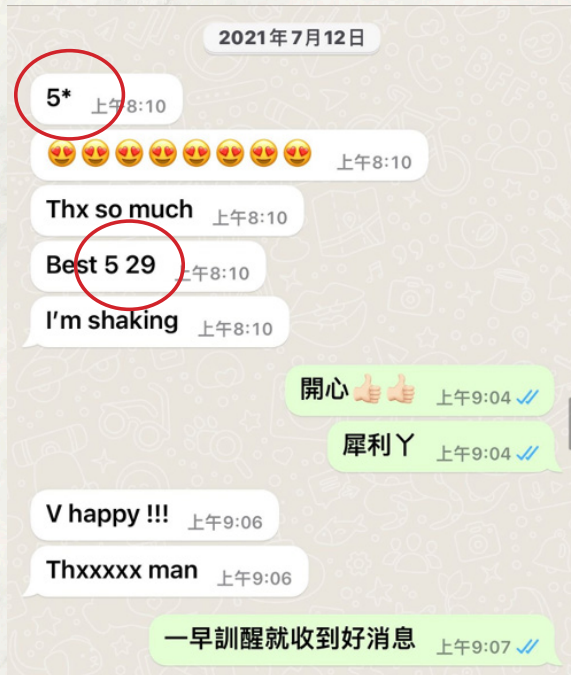 2021年7月12日
5* 上午8:10
😍😍😍😍😍😍😍😍 上午8:10
Thx so much 上午8:10
Best 5 29 上午8:10
I'm shaking 上午8:10
開心👍🏻👍🏻 上午9:04
犀利丫 上午9:04
V happy !!! 上午9:06
Thxxxxx man 上午9:06
一早訓醒就收到好消息 上午9:07